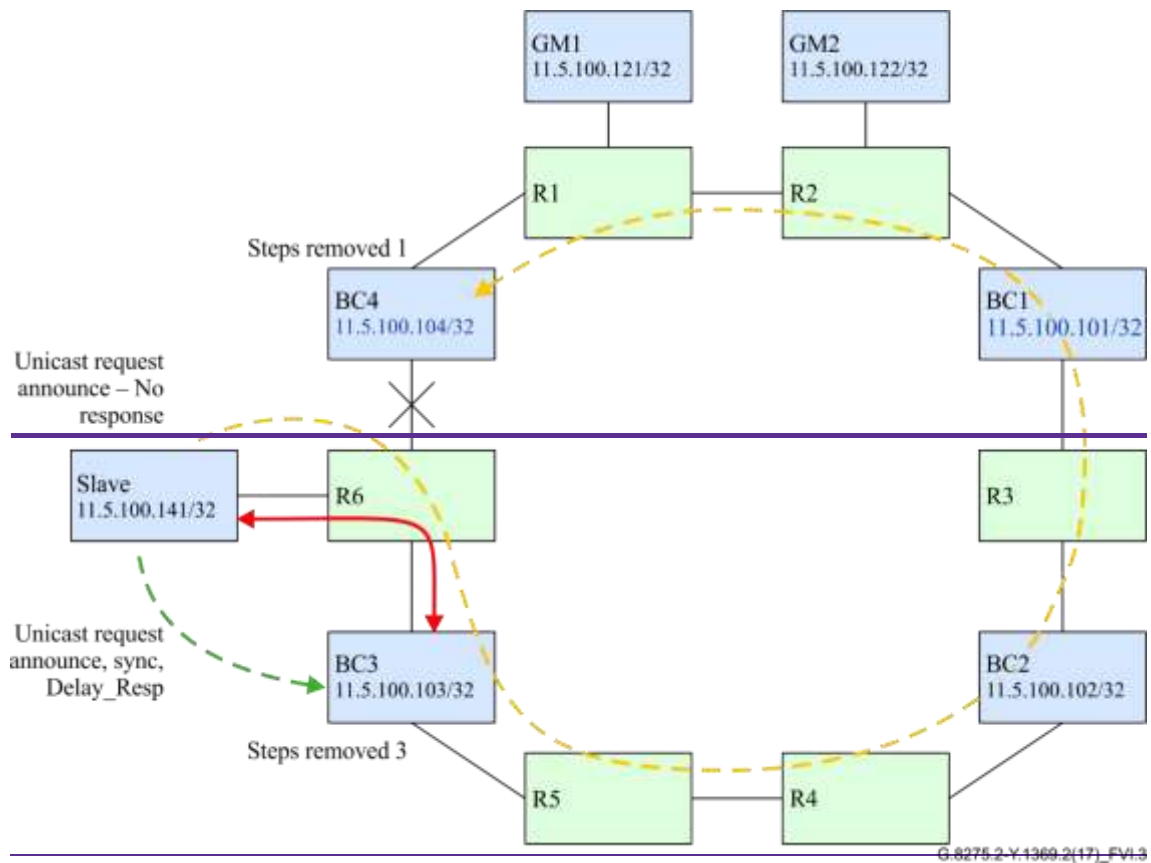 GM1
11.5.100.121/32
GM2
11.5.100.122/32
R1
R2
Steps removed 1
BC4
11.5.100.104/32
BC1
11.5.100.101/32
Unicast request
announce – No
response
Slave
11.5.100.141/32
R6
R3
Unicast request
announce, sync,
Delay_Resp
BC3
11.5.100.103/32
BC2
11.5.100.102/32
Steps removed 3
R5
R4
G.8275.2-Y.1369.2(17)_FVI.3